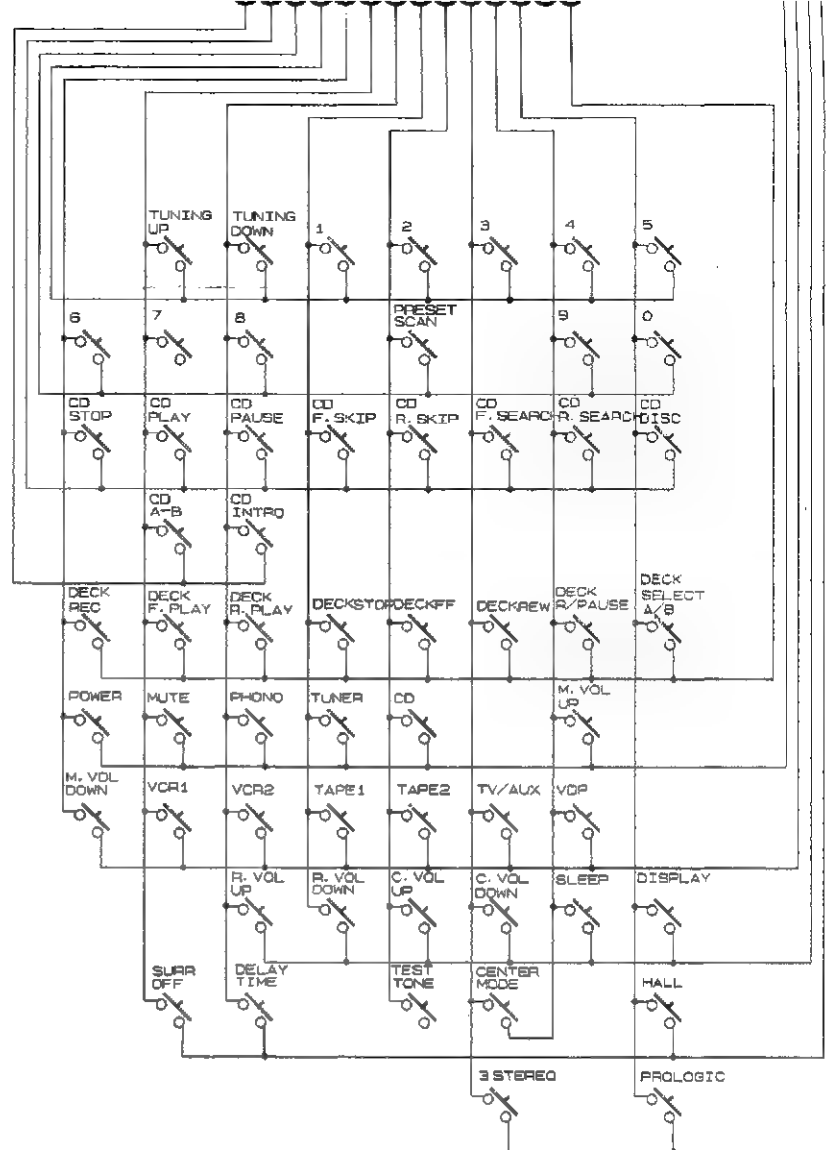 TUNING
UP
TUNING
DOWN
1
2
3
4
5
6
7
8
PRESET
SCAN
9
0
CD
STOP
CD
PLAY
CD
PAUSE
CD
F. SKIP
CD
R. SKIP
CD
F. SEARCH
CD
R. SEARCH
CD
DISC
CD
A-B
CD
INTRO
DECK
REC
DECK
F. PLAY
DECK
R. PLAY
DECKSTOP
DECKFF
DECKREW
DECK
R/PAUSE
DECK
SELECT
A/B
POWER
MUTE
PHONO
TUNER
CD
M. VOL
UP
M. VOL
DOWN
VCR1
VCR2
TAPE1
TAPE2
TV/AUX
VDP
R. VOL
UP
R. VOL
DOWN
C. VOL
UP
C. VOL
DOWN
SLEEP
DISPLAY
SURR
OFF
DELAY
TIME
TEST
TONE
CENTER
MODE
HALL
3 STEREO
PROLOGIC